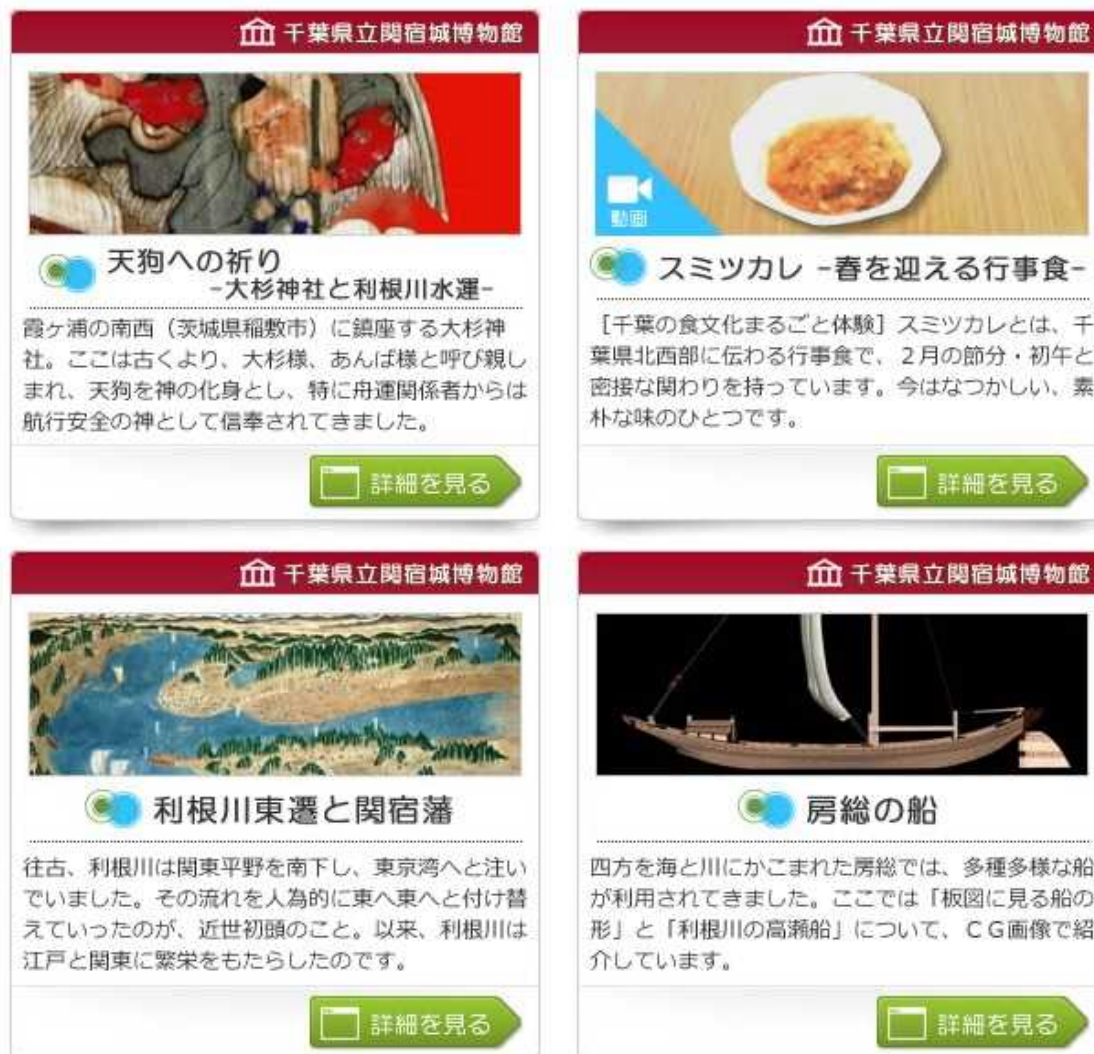 千葉県立関宿城博物館
天狗への祈り
-大杉神社と利根川水運-
霞ヶ浦の南西（茨城県稲敷市）に鎮座する大杉神
社。ここは古くより、大杉様、あんば様と呼び親し
まれ、天狗を神の化身とし、特に舟運関係者からは
航行安全の神として信奉されてきました。
詳細を見る
千葉県立関宿城博物館
動画
スミツカレ -春を迎える行事食-
［千葉の食文化まるごと体験］スミツカレとは、千
葉県北西部に伝わる行事食で、２月の節分・初午と
密接な関わりを持っています。今はなつかしい、素
朴な味のひとつです。
詳細を見る
千葉県立関宿城博物館
利根川東遷と関宿藩
往古、利根川は関東平野を南下し、東京湾へと注い
でいました。その流れを人為的に東へ東へと付け替
えていったのが、近世初頭のこと。以来、利根川は
江戸と関東に繁栄をもたらしたのです。
詳細を見る
千葉県立関宿城博物館
房総の船
四方を海と川にかこまれた房総では、多種多様な船
が利用されてきました。ここでは「板図に見る船の
形」と「利根川の高瀬船」について、ＣＧ画像で紹
介しています。
詳細を見る